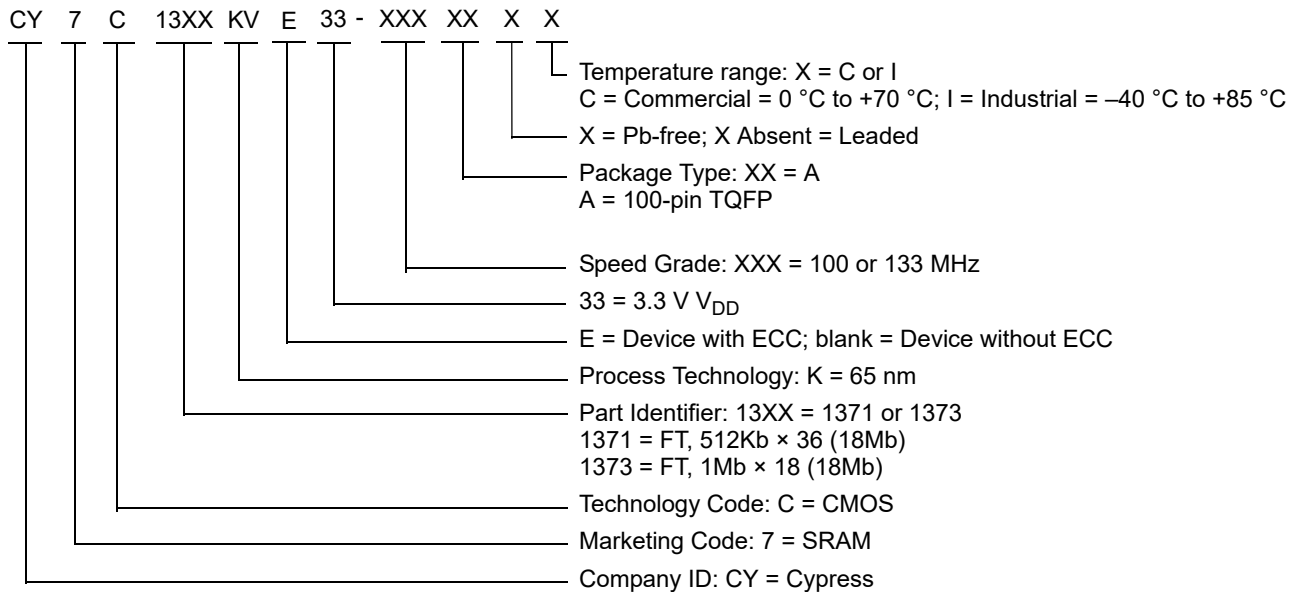 CY 7 C 13XX KV E 33 - XXX XX X X
Temperature range: X = C or I
C = Commercial = 0 °C to +70 °C; I = Industrial = –40 °C to +85 °C
X = Pb-free; X Absent = Leaded
Package Type: XX = A
A = 100-pin TQFP
Speed Grade: XXX = 100 or 133 MHz
33 = 3.3 V VDD
E = Device with ECC; blank = Device without ECC
Process Technology: K = 65 nm
Part Identifier: 13XX = 1371 or 1373
1371 = FT, 512Kb × 36 (18Mb)
1373 = FT, 1Mb × 18 (18Mb)
Technology Code: C = CMOS
Marketing Code: 7 = SRAM
Company ID: CY = Cypress